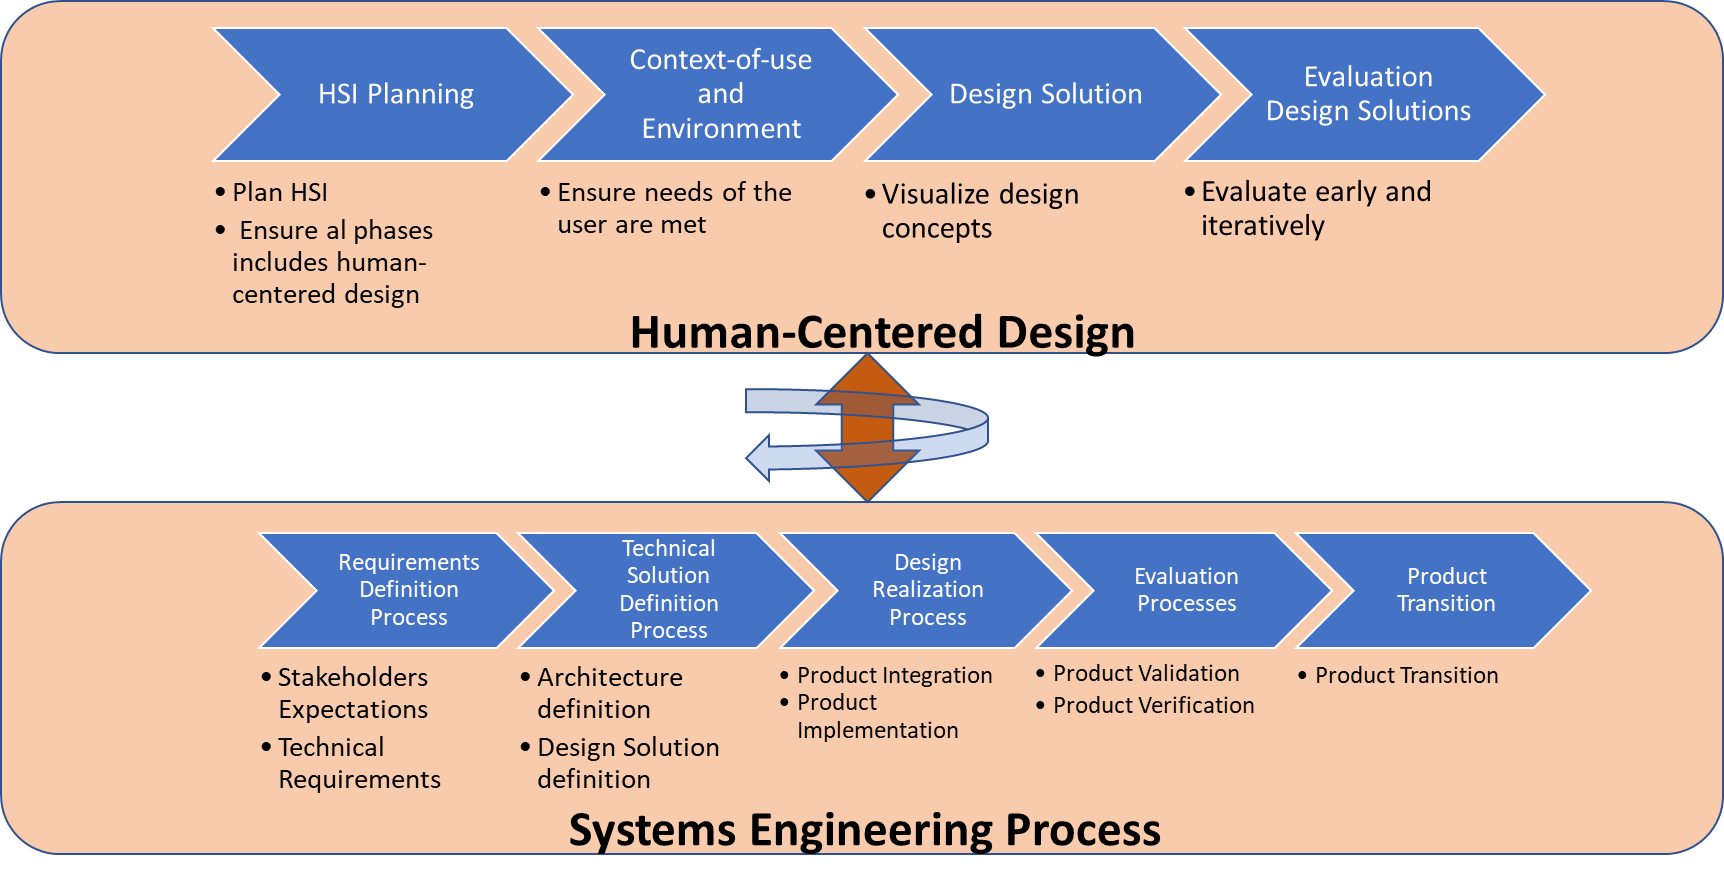 HSI Planning
Context-of-use
and
Environment
Design Solution
Evaluation
Design Solutions
• Plan HSI
• Ensure al phases
includes human-
centered design
• Ensure needs of the
user are met
• Visualize design
concepts
• Evaluate early and
iteratively
Human-Centered Design
Requirements
Definition
Process
Technical
Solution
Definition
Process
Design
Realization
Process
Evaluation
Processes
Product
Transition
• Stakeholders
Expectations
• Technical
Requirements
• Architecture
definition
• Design Solution
definition
• Product Integration
• Product
Implementation
• Product Validation
• Product Verification
• Product Transition
Systems Engineering Process